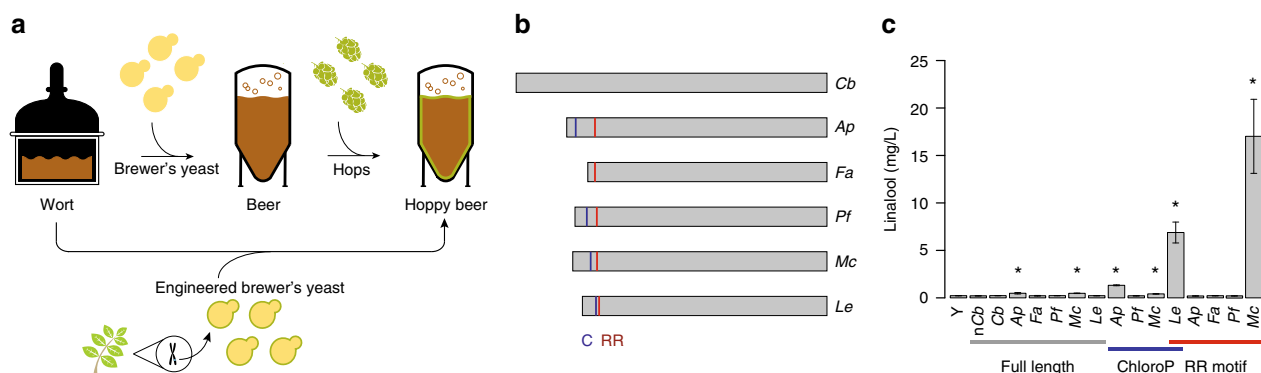 a
Brewer's yeast
Hops
Wort
Beer
Hoppy beer
Engineered brewer's yeast
b
Cb
Ap
Fa
Pf
Mc
Le
C RR
c
Linalool (mg/L)
25
20
15
10
5
0
* * * * * *
Y nCb Cb Ap Fa Pf Mc Le Ap Pf Mc Le Ap Fa Pf Mc
Full length ChloroP RR motif